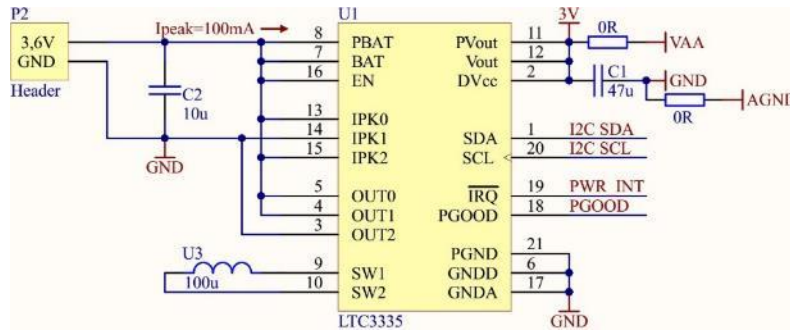 P2
3,6V
GND
Header
Ipeak=100mA
C2
10u
GND
U3
100u
U1
8 PBAT
7 BAT
16 EN
13 IPK0
14 IPK1
15 IPK2
5 OUT0
4 OUT1
3 OUT2
9 SW1
10 SW2
PVout 11
Vout 12
DVcc 2
SDA 1 I2C SDA
SCL 20 I2C SCL
IRQ 19 PWR INT
PGOOD 18 PGOOD
PGND 21
GNDD 6
GNDA 17
LTC3335
3V
0R
VAA
C1
47u
GND
0R
AGND
GND